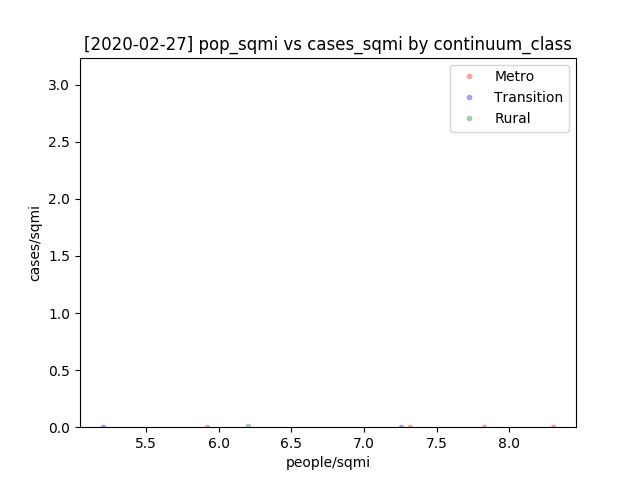 [2020-02-27] pop_sqmi vs cases_sqmi by continuum_class
Metro
Transition
Rural
3.0
2.5
2.0
1.5
1.0
0.5
0.0
cases/sqmi
5.5 6.0 6.5 7.0 7.5 8.0
people/sqmi